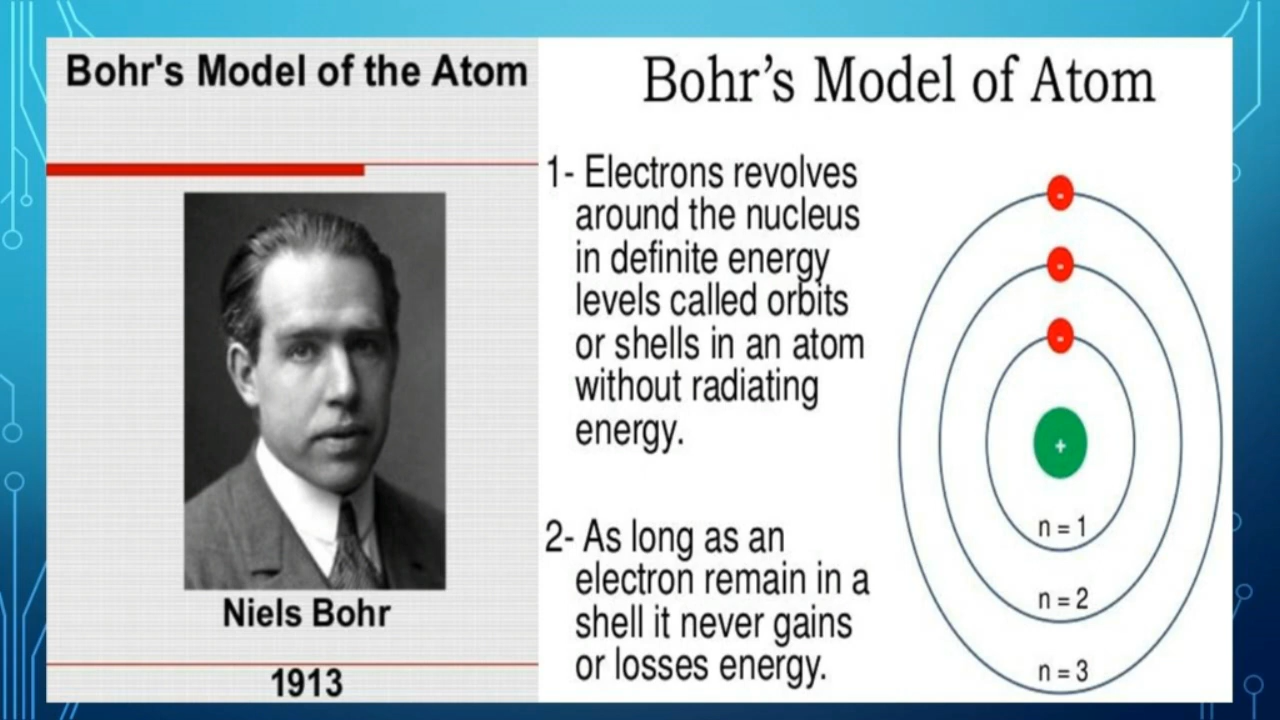 Bohr's Model of the Atom
Niels Bohr
1913
Bohr’s Model of Atom
1- Electrons revolves
around the nucleus
in definite energy
levels called orbits
or shells in an atom
without radiating
energy.
2- As long as an
electron remain in a
shell it never gains
or losses energy.
-
-
-
+
n = 1
n = 2
n = 3